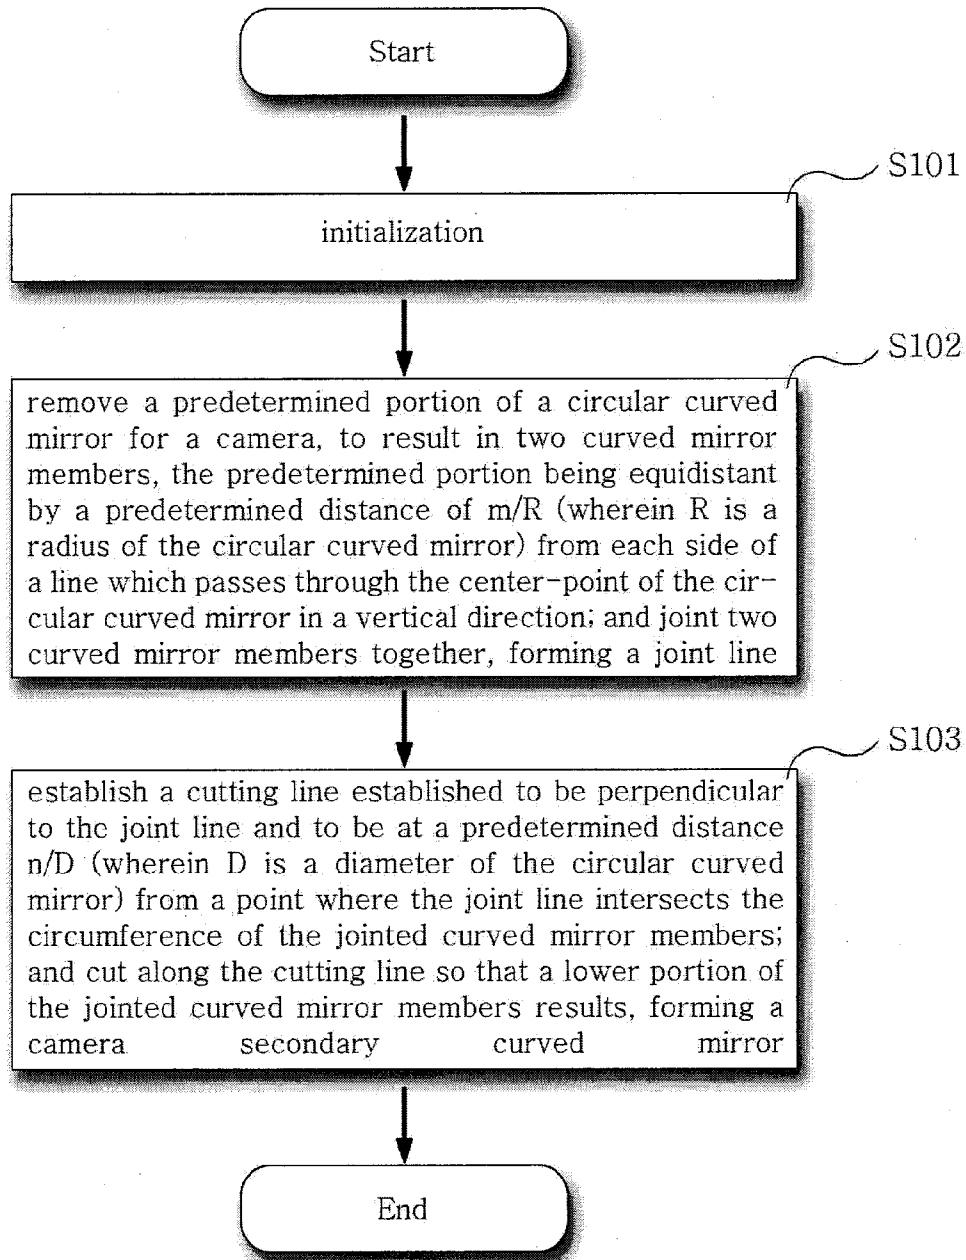 Start
S101
initialization
S102
remove a predetermined portion of a circular curved
mirror for a camera, to result in two curved mirror
members, the predetermined portion being equidistant
by a predetermined distance of m/R (wherein R is a
radius of the circular curved mirror) from each side of
a line which passes through the center-point of the cir-
cular curved mirror in a vertical direction; and joint two
curved mirror members together, forming a joint line
S103
establish a cutting line established to be perpendicular
to the joint line and to be at a predetermined distance
n/D (wherein D is a diameter of the circular curved
mirror) from a point where the joint line intersects the
circumference of the jointed curved mirror members;
and cut along the cutting line so that a lower portion of
the jointed curved mirror members results, forming a
camera secondary curved mirror
End